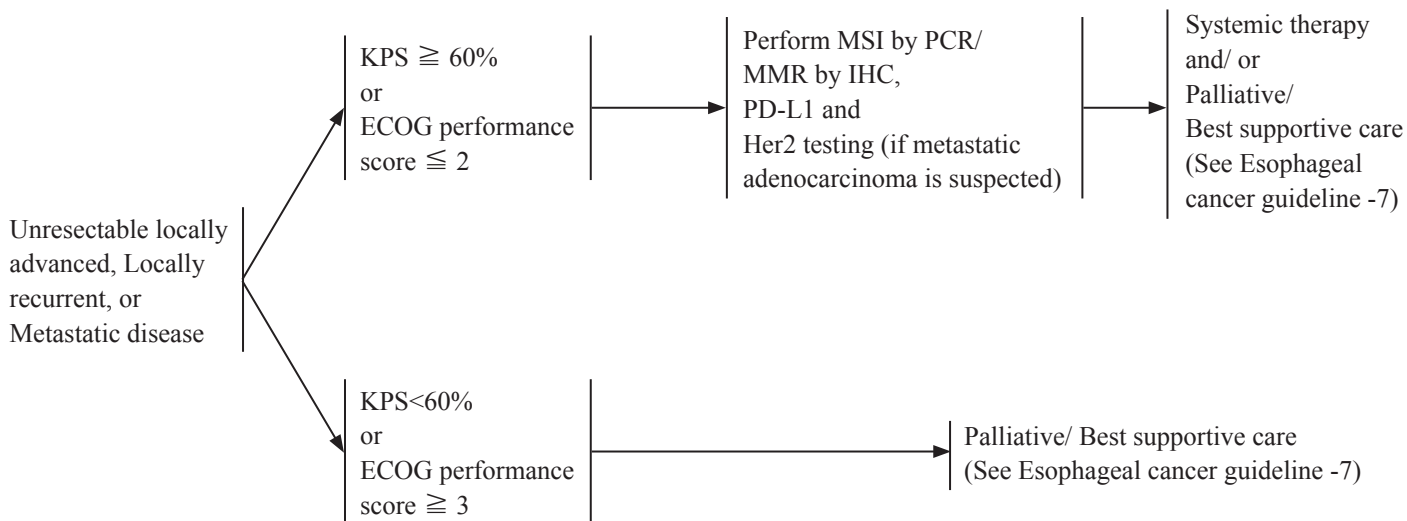 Unresectable locally
advanced, Locally
recurrent, or
Metastatic disease
KPS ≧ 60%
or
ECOG performance
score ≦ 2
Perform MSI by PCR/
MMR by IHC,
PD-L1 and
Her2 testing (if metastatic
adenocarcinoma is suspected)
Systemic therapy
and/ or
Palliative/
Best supportive care
(See Esophageal
cancer guideline -7)
KPS<60%
or
ECOG performance
score ≧ 3
Palliative/ Best supportive care
(See Esophageal cancer guideline -7)